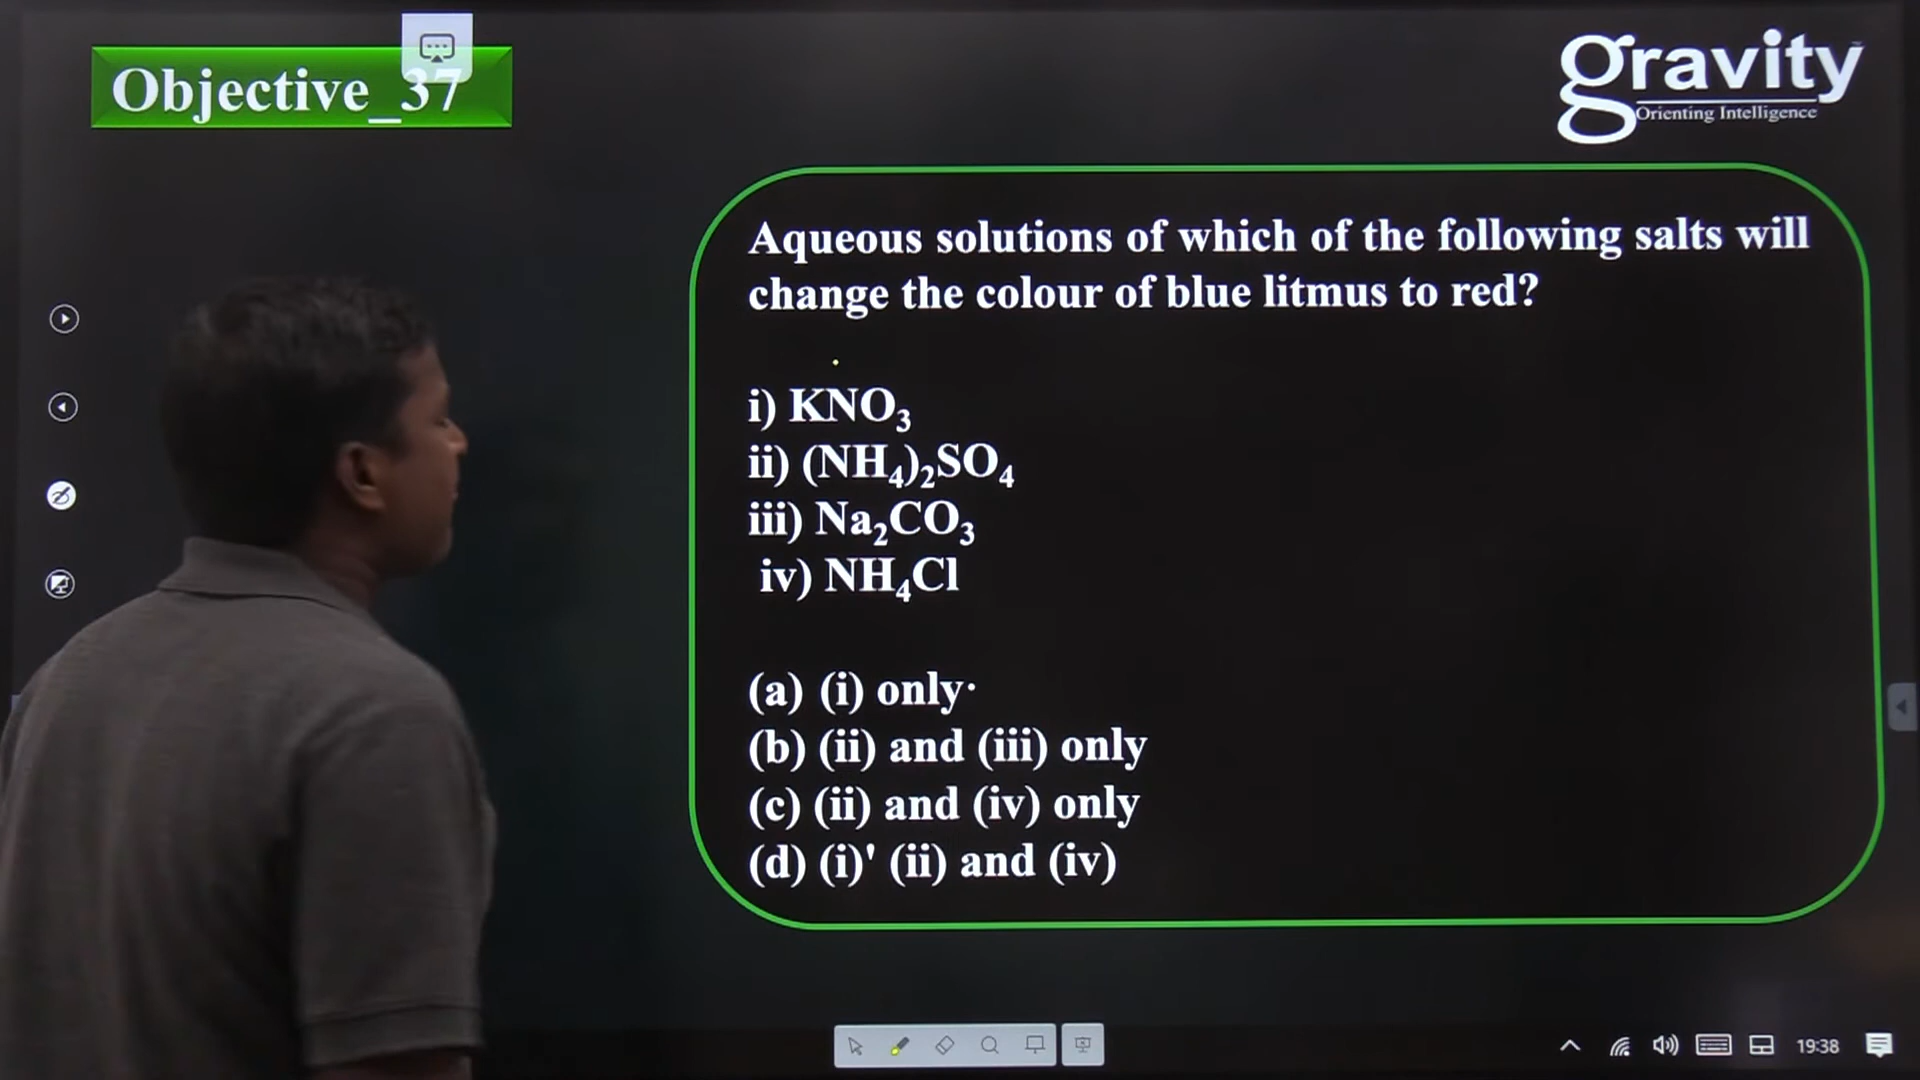 Objective_37
gravity
Orienting Intelligence
Aqueous solutions of which of the following salts will
change the colour of blue litmus to red?
i) KNO₃
ii) (NH₄)₂SO₄
iii) Na₂CO₃
iv) NH₄Cl
(a) (i) only·
(b) (ii) and (iii) only
(c) (ii) and (iv) only
(d) (i)' (ii) and (iv)
19:38